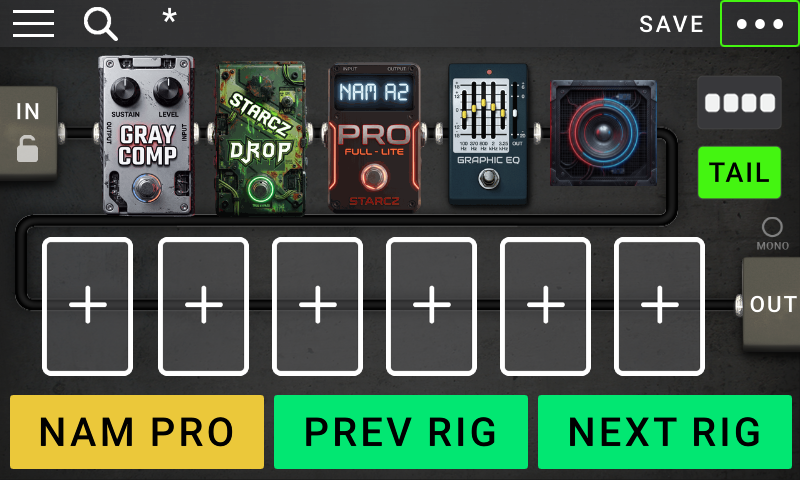 *
SAVE
IN
SUSTAIN LEVEL
OUTPUT INPUT
GRAY
COMP
STARCZ
DROP
INPUT OUTPUT
NAM A2
PRO
FULL-LITE
STARCZ
OUT
GRAPHIC EQ
TAIL
MONO
OUT
NAM PRO
PREV RIG
NEXT RIG